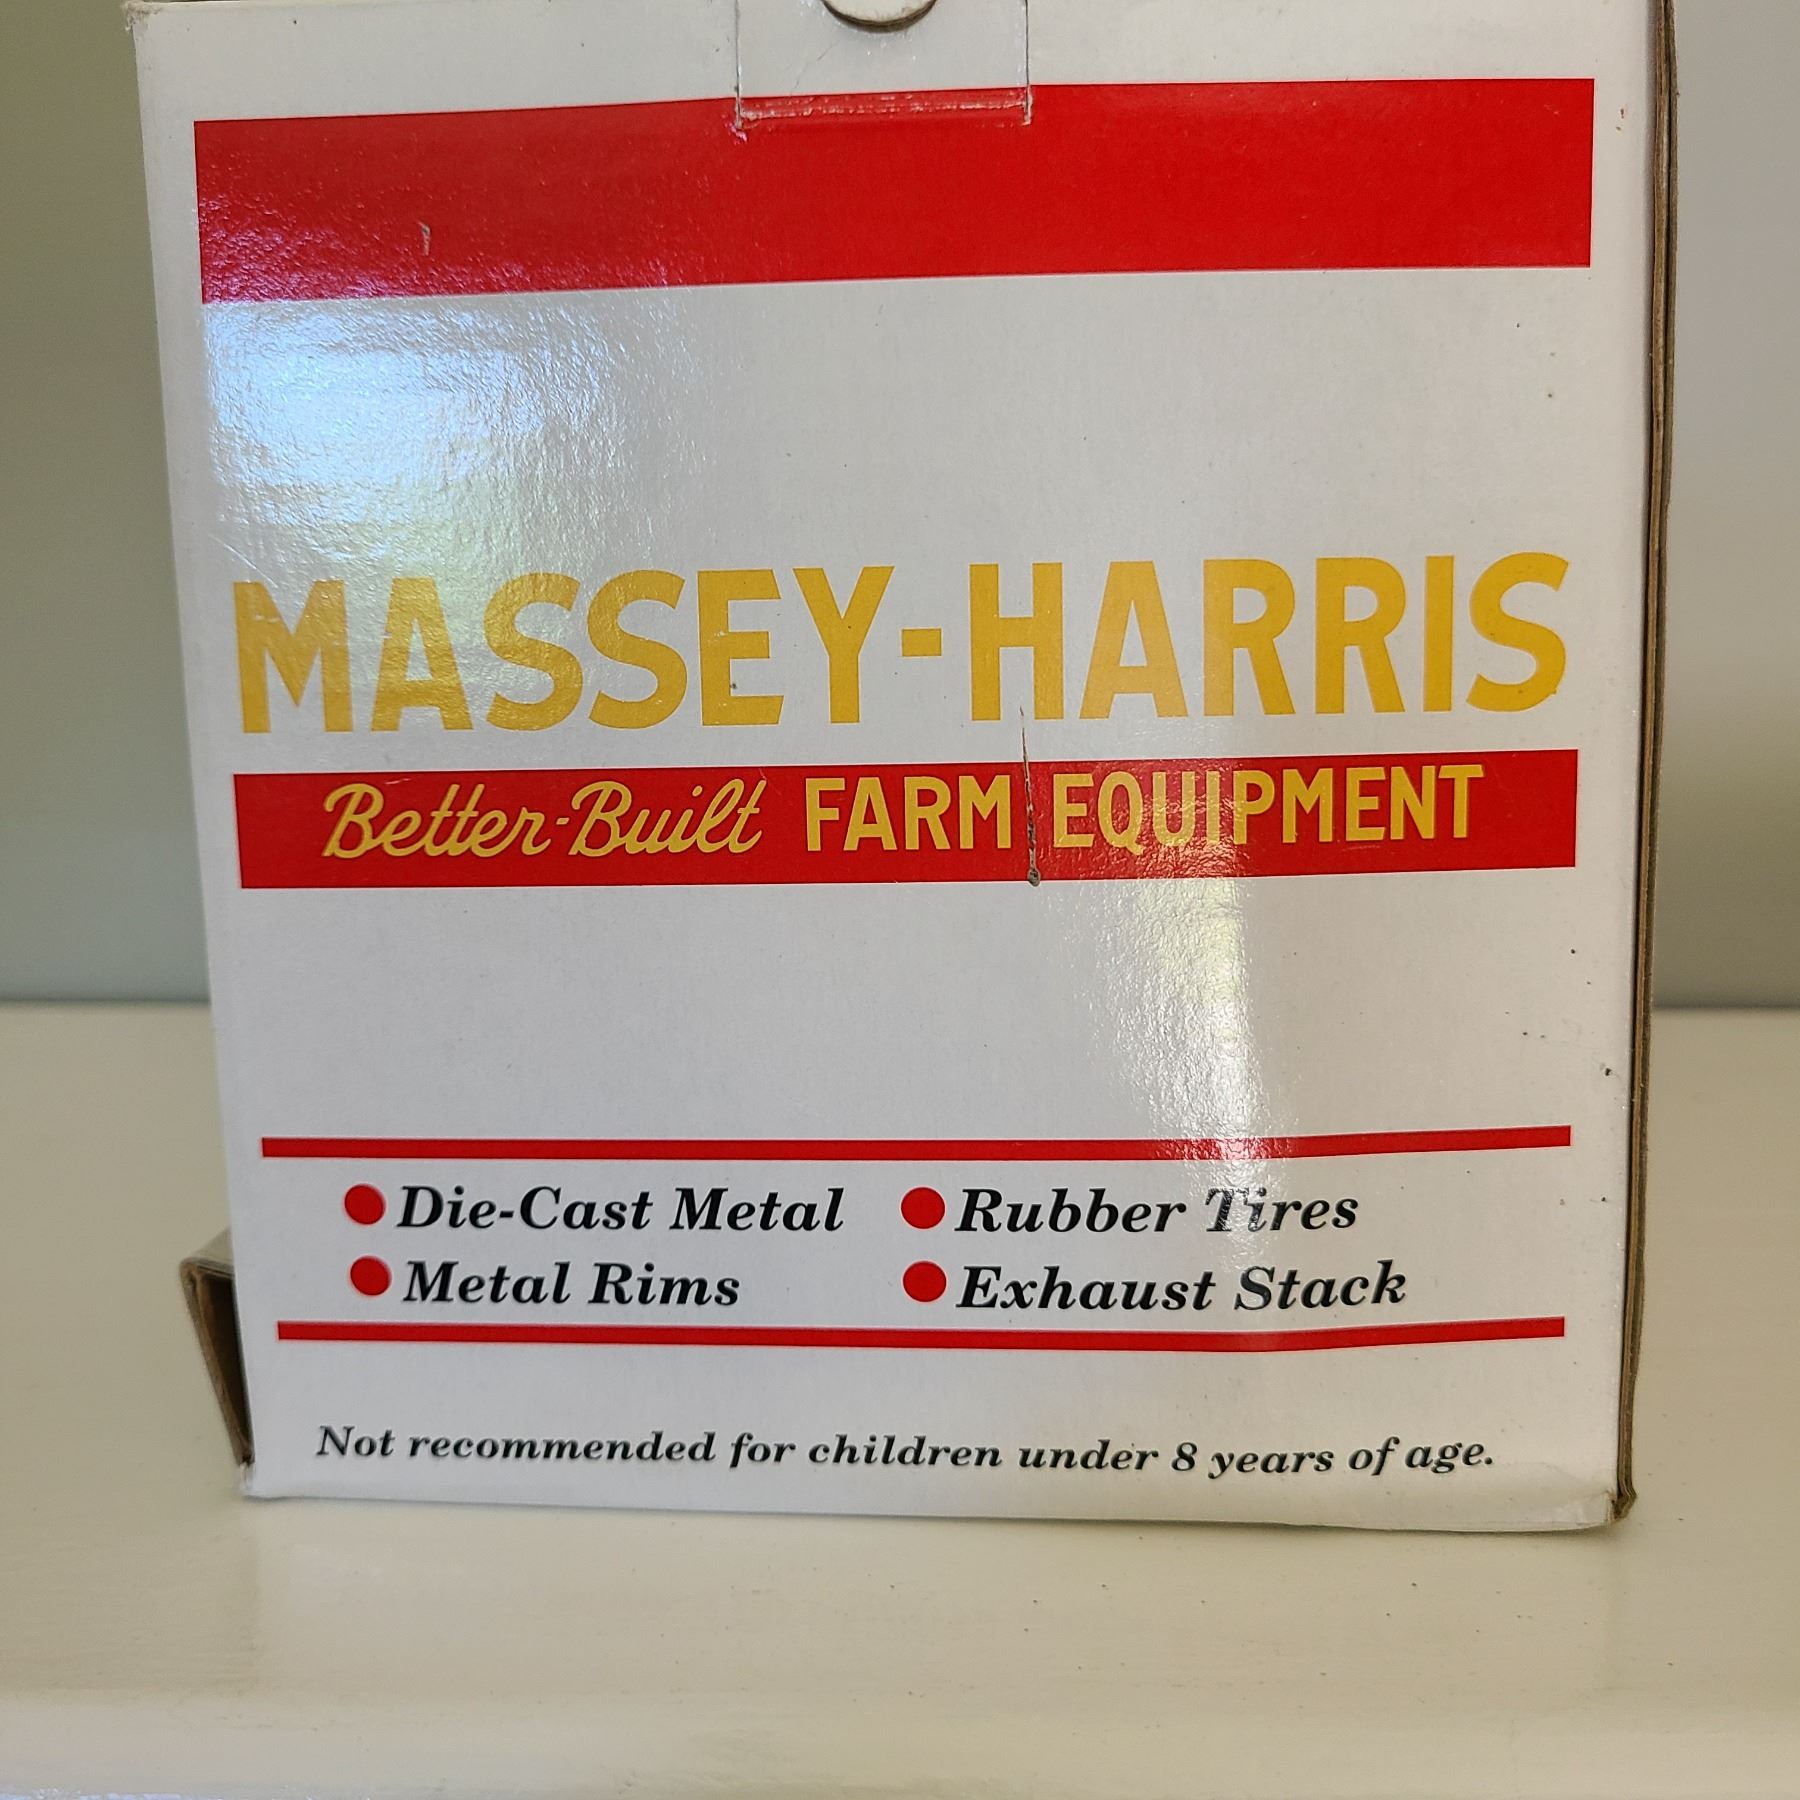 MASSEY-HARRIS
Better-Built FARM EQUIPMENT
● Die-Cast Metal ● Rubber Tires
● Metal Rims ● Exhaust Stack
Not recommended for children under 8 years of age.